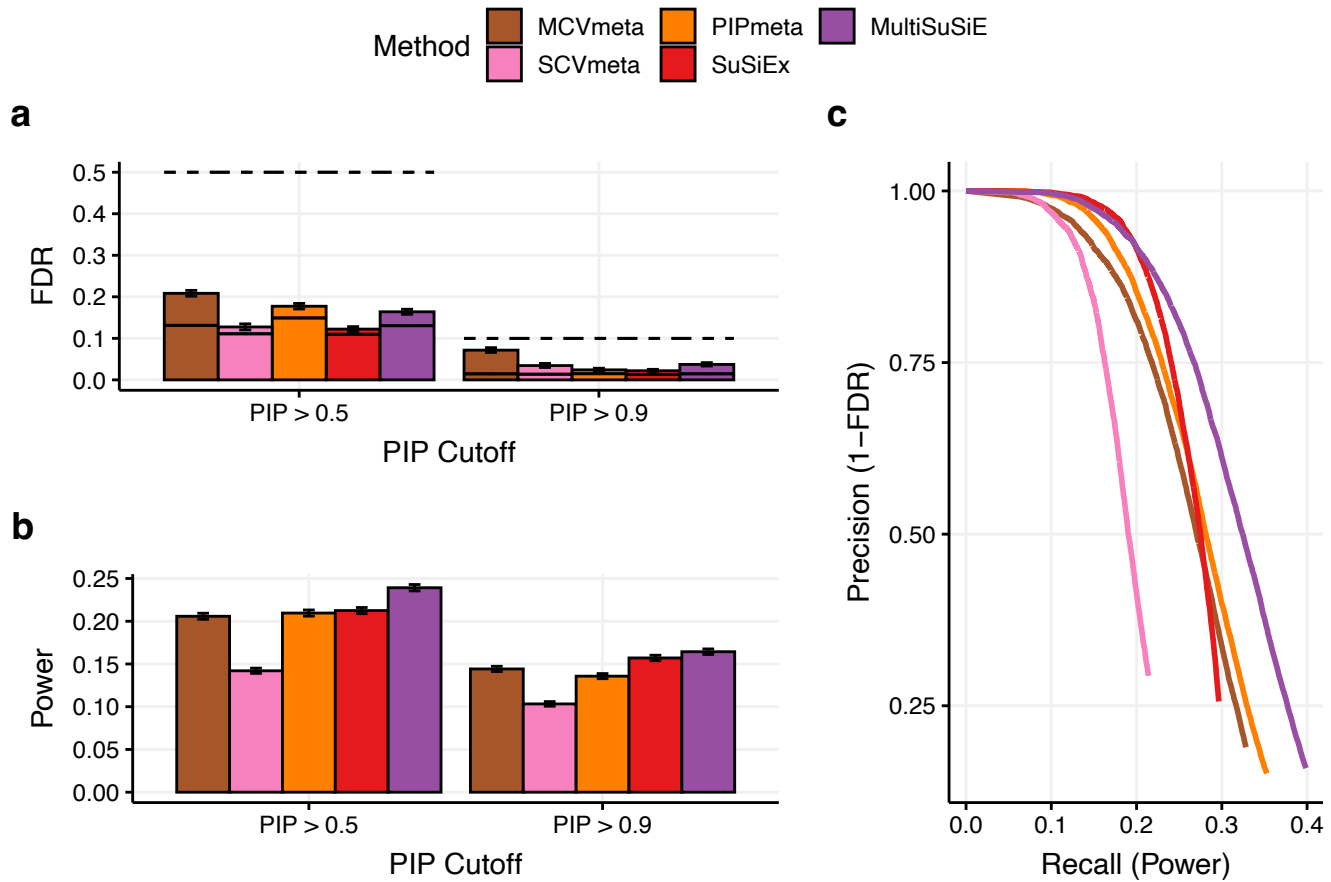 Method
MCVmeta
PIPmeta
MultiSuSiE
SCVmeta
SuSiEx
a
FDR
0.5
0.4
0.3
0.2
0.1
0.0
PIP > 0.5
PIP > 0.9
PIP Cutoff
b
Power
0.25
0.20
0.15
0.10
0.05
0.00
PIP > 0.5
PIP > 0.9
PIP Cutoff
c
Precision (1−FDR)
1.00
0.75
0.50
0.25
0.0
0.1
0.2
0.3
0.4
Recall (Power)